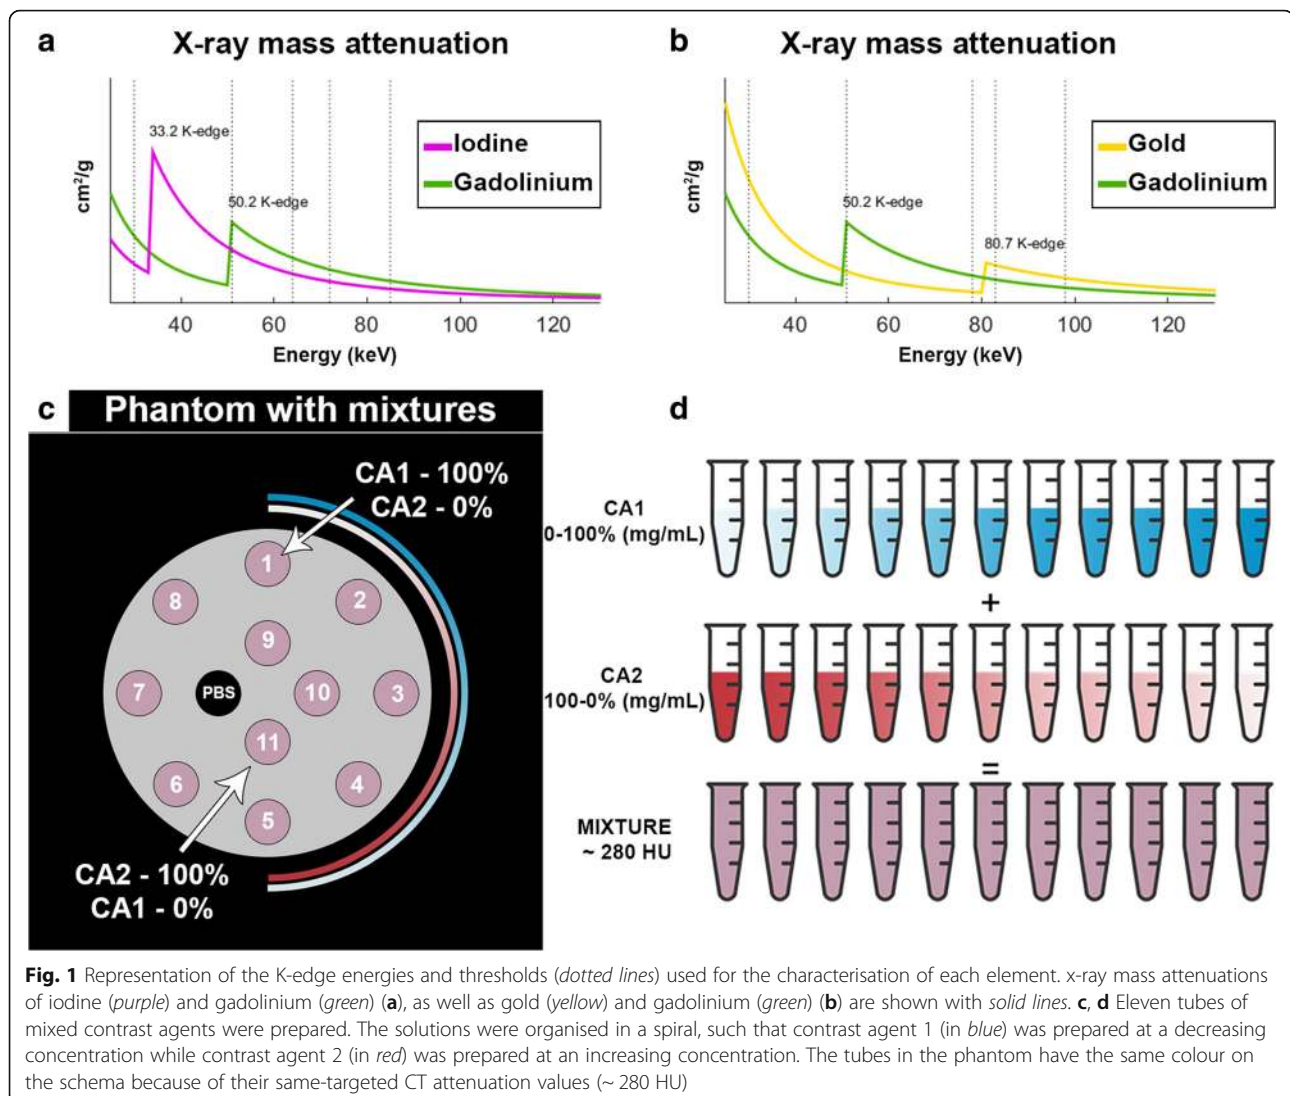 a
X-ray mass attenuation
cm²/g
33.2 K-edge
50.2 K-edge
Iodine
Gadolinium
40 60 80 100 120
Energy (keV)
b
X-ray mass attenuation
cm²/g
50.2 K-edge
80.7 K-edge
Gold
Gadolinium
40 60 80 100 120
Energy (keV)
c
Phantom with mixtures
CA1 - 100%
CA2 - 0%
1
8
2
9
7
PBS
10
3
11
6
4
5
CA2 - 100%
CA1 - 0%
d
CA1
0-100% (mg/mL)
+
CA2
100-0% (mg/mL)
=
MIXTURE
~ 280 HU
Fig. 1 Representation of the K-edge energies and thresholds (dotted lines) used for the characterisation of each element. x-ray mass attenuations
of iodine (purple) and gadolinium (green) (a), as well as gold (yellow) and gadolinium (green) (b) are shown with solid lines. c, d Eleven tubes of
mixed contrast agents were prepared. The solutions were organised in a spiral, such that contrast agent 1 (in blue) was prepared at a decreasing
concentration while contrast agent 2 (in red) was prepared at an increasing concentration. The tubes in the phantom have the same colour on
the schema because of their same-targeted CT attenuation values (~ 280 HU)